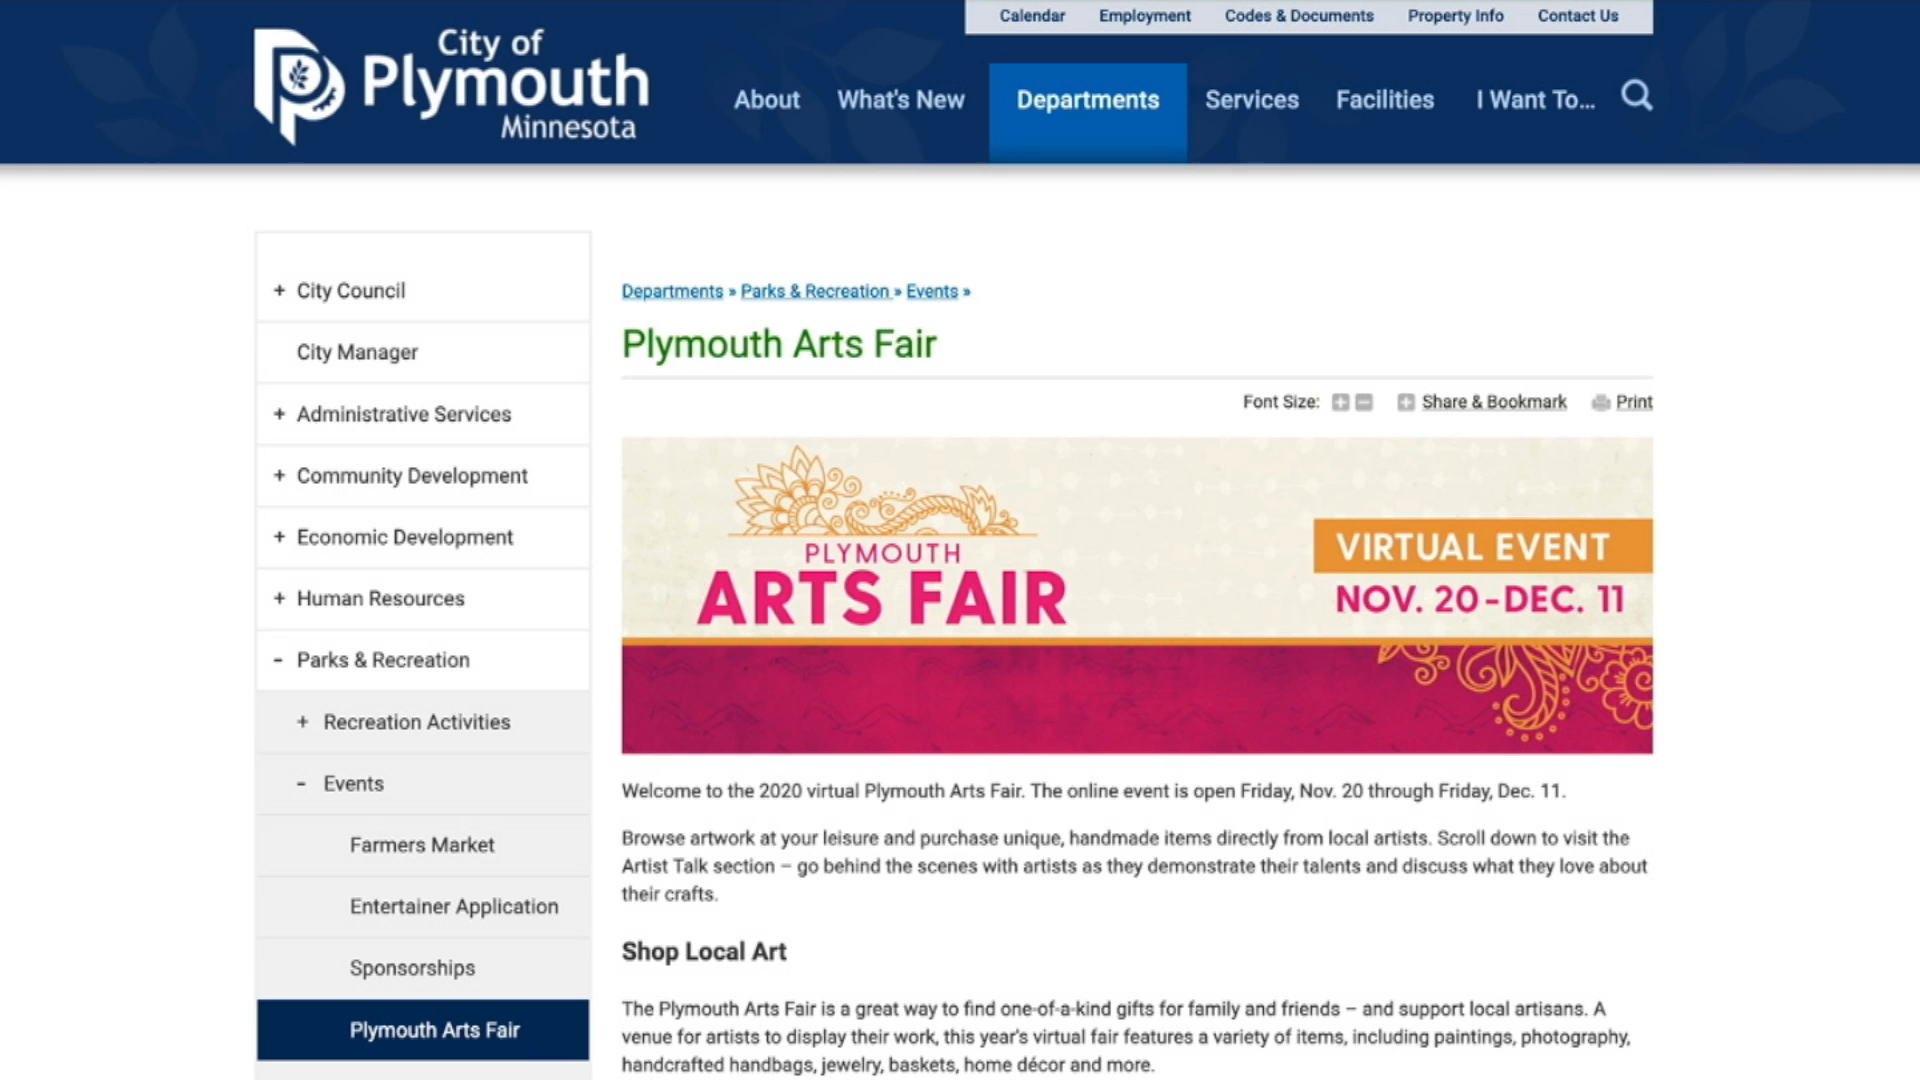 Calendar Employment Codes & Documents Property Info Contact Us
City of
Plymouth
Minnesota
About What's New Departments Services Facilities I Want To...
+ City Council
City Manager
+ Administrative Services
+ Community Development
+ Economic Development
+ Human Resources
- Parks & Recreation
+ Recreation Activities
- Events
Farmers Market
Entertainer Application
Sponsorships
Plymouth Arts Fair
Departments » Parks & Recreation » Events »
Plymouth Arts Fair
Font Size: + - + Share & Bookmark Print
PLYMOUTH
ARTS FAIR
VIRTUAL EVENT
NOV. 20-DEC. 11
Welcome to the 2020 virtual Plymouth Arts Fair. The online event is open Friday, Nov. 20 through Friday, Dec. 11.
Browse artwork at your leisure and purchase unique, handmade items directly from local artists. Scroll down to visit the
Artist Talk section – go behind the scenes with artists as they demonstrate their talents and discuss what they love about
their crafts.
Shop Local Art
The Plymouth Arts Fair is a great way to find one-of-a-kind gifts for family and friends – and support local artisans. A
venue for artists to display their work, this year's virtual fair features a variety of items, including paintings, photography,
handcrafted handbags, jewelry, baskets, home décor and more.